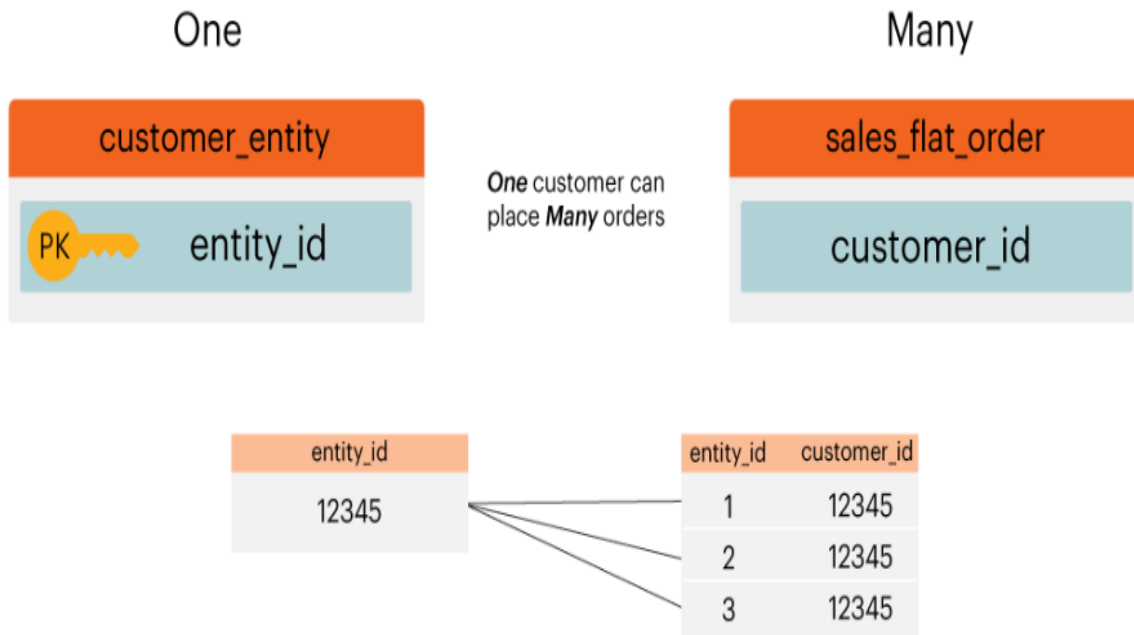 One
Many
customer_entity
sales_flat_order
One customer can
place Many orders
PK
entity_id
customer_id
entity_id
12345
entity_id customer_id
1 12345
2 12345
3 12345